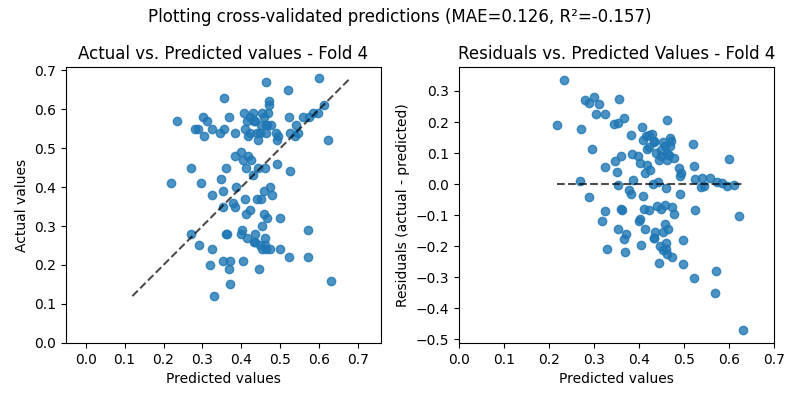 Plotting cross-validated predictions (MAE=0.126, R²=-0.157)
Actual vs. Predicted values - Fold 4
Actual values
0.7
0.6
0.5
0.4
0.3
0.2
0.1
0.0
0.0 0.1 0.2 0.3 0.4 0.5 0.6 0.7
Predicted values
Residuals vs. Predicted Values - Fold 4
Residuals (actual - predicted)
0.3
0.2
0.1
0.0
−0.1
−0.2
−0.3
−0.4
−0.5
0.0 0.1 0.2 0.3 0.4 0.5 0.6 0.7
Predicted values